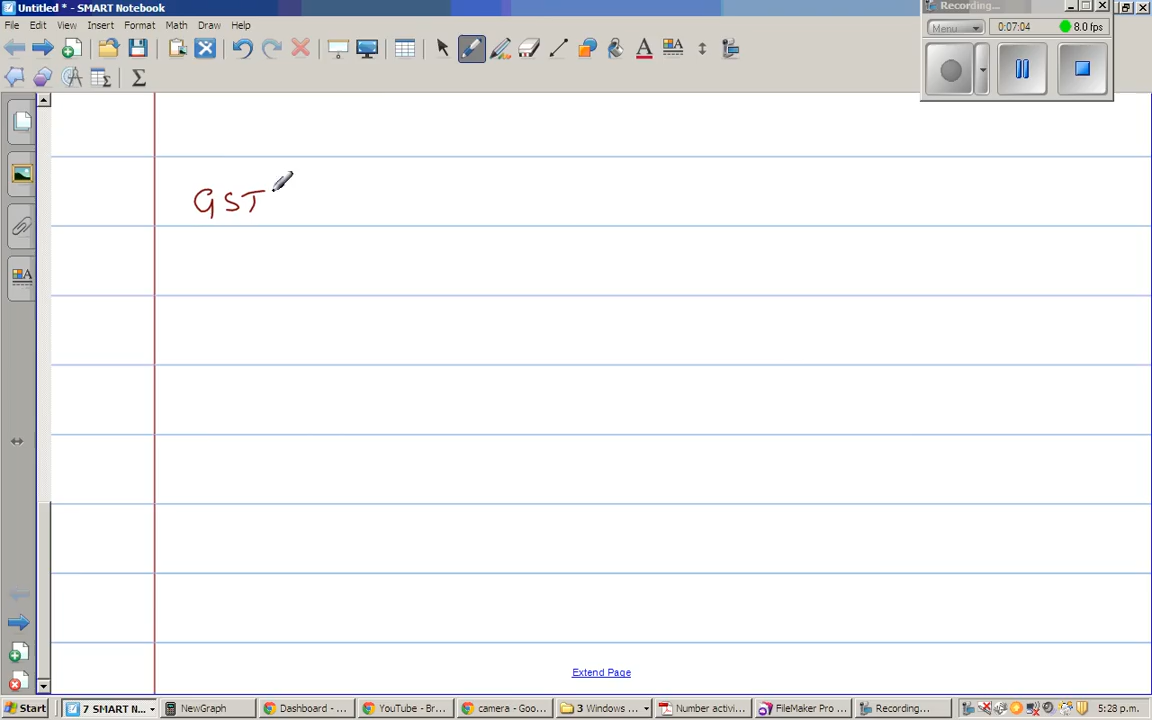 Untitled * - SMART Notebook
Recording...
File Edit View Insert Format Math Draw Help
Menu 0:07:04 8.0 fps
GST
Extend Page
Start 7 SMART N... NewGraph Dashboard - ... YouTube - Br... camera - Goo... 3 Windows ... Number activi... FileMaker Pro ... Recording... 5:28 p.m.